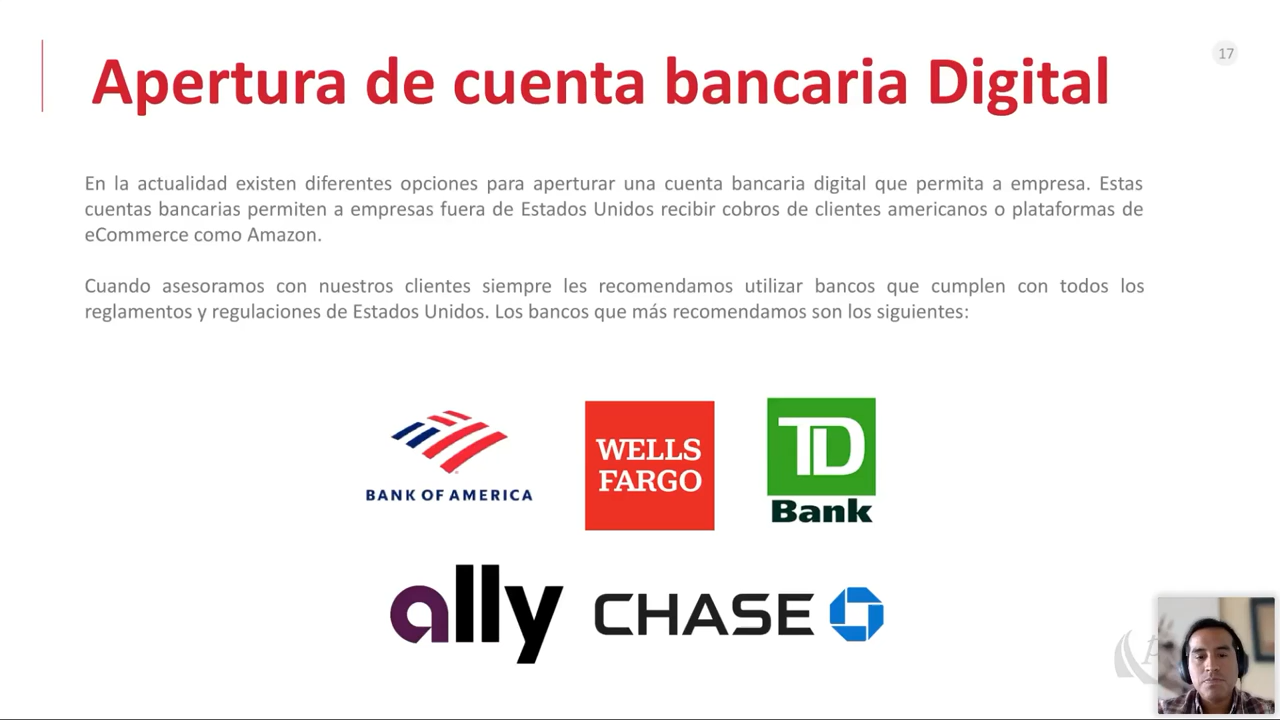 17
Apertura de cuenta bancaria Digital
En la actualidad existen diferentes opciones para aperturar una cuenta bancaria digital que permita a empresa. Estas
cuentas bancarias permiten a empresas fuera de Estados Unidos recibir cobros de clientes americanos o plataformas de
eCommerce como Amazon.
Cuando asesoramos con nuestros clientes siempre les recomendamos utilizar bancos que cumplen con todos los
reglamentos y regulaciones de Estados Unidos. Los bancos que más recomendamos son los siguientes:
BANK OF AMERICA
WELLS
FARGO
TD
Bank
ally
CHASE